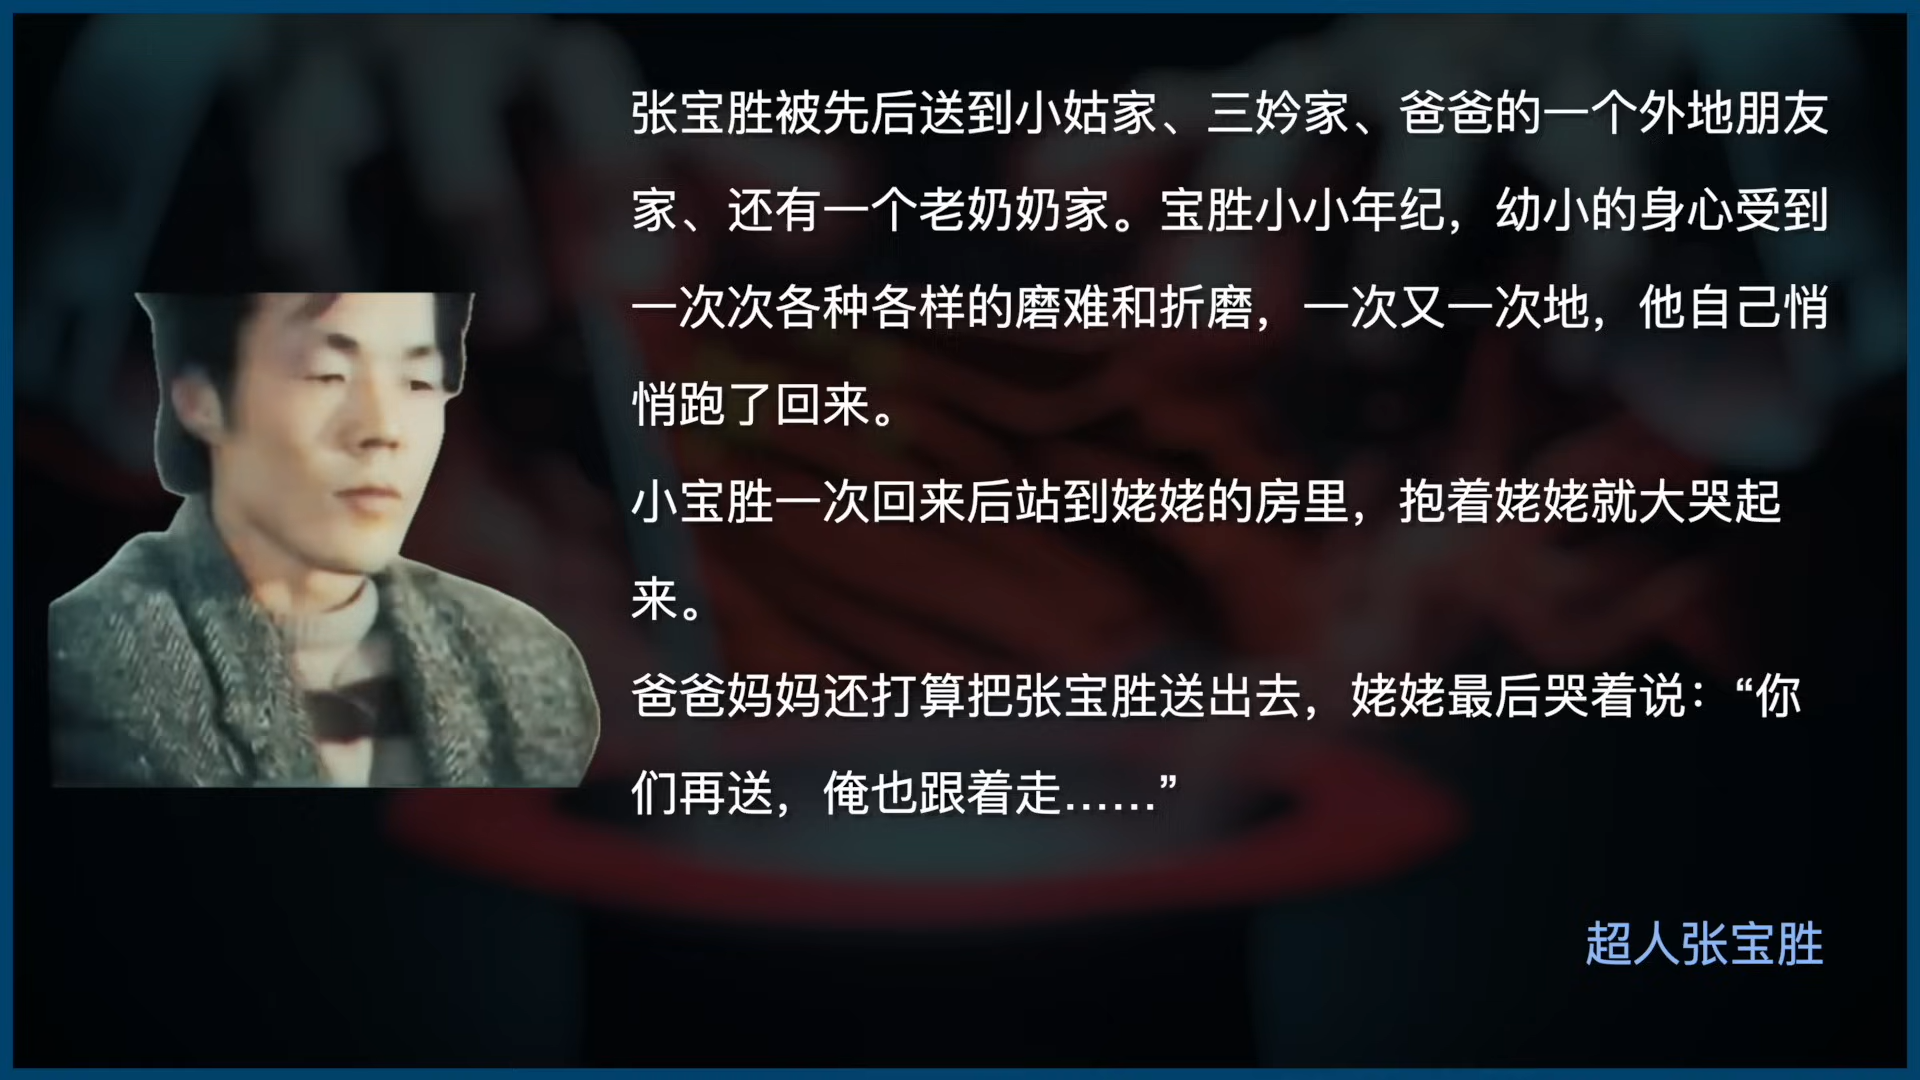 张宝胜被先后送到小姑家、三妗家、爸爸的一个外地朋友
家、还有一个老奶奶家。宝胜小小年纪，幼小的身心受到
一次次各种各样的磨难和折磨，一次又一次地，他自己悄
悄跑了回来。
小宝胜一次回来后站到姥姥的房里，抱着姥姥就大哭起
来。
爸爸妈妈还打算把张宝胜送出去，姥姥最后哭着说：“你
们再送，俺也跟着走……”
超人张宝胜